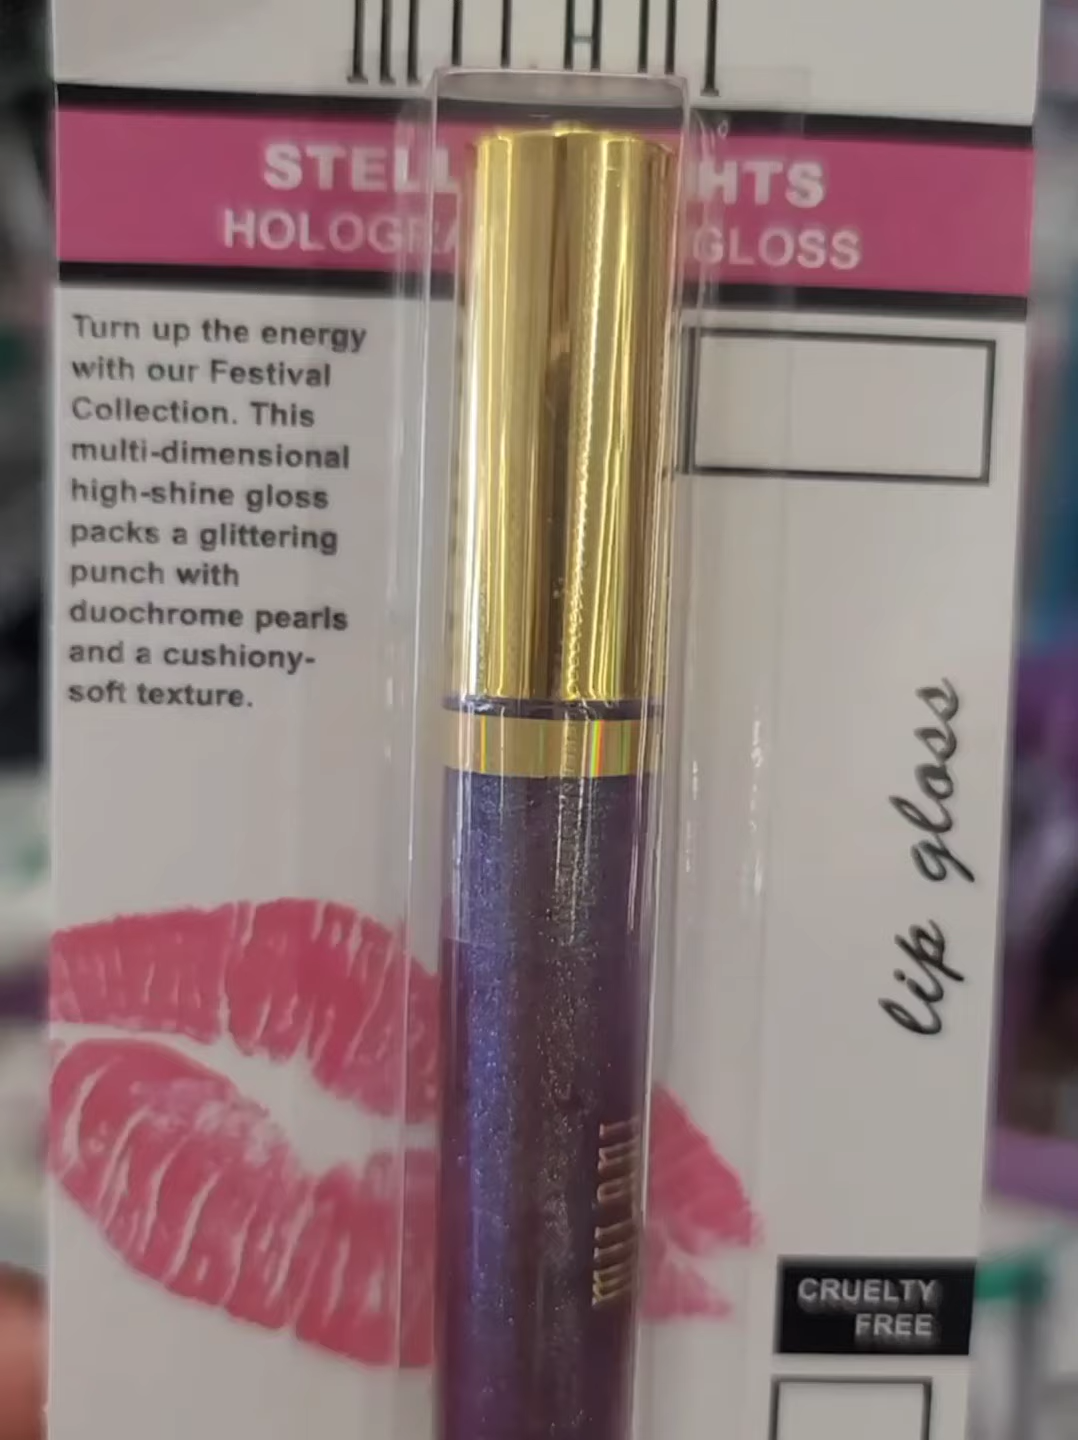 STELL HTS
HOLOGRA GLOSS
Turn up the energy
with our Festival
Collection. This
multi-dimensional
high-shine gloss
packs a glittering
punch with
duochrome pearls
and a cushiony-
soft texture.
lip gloss
MILANI
CRUELTY
FREE